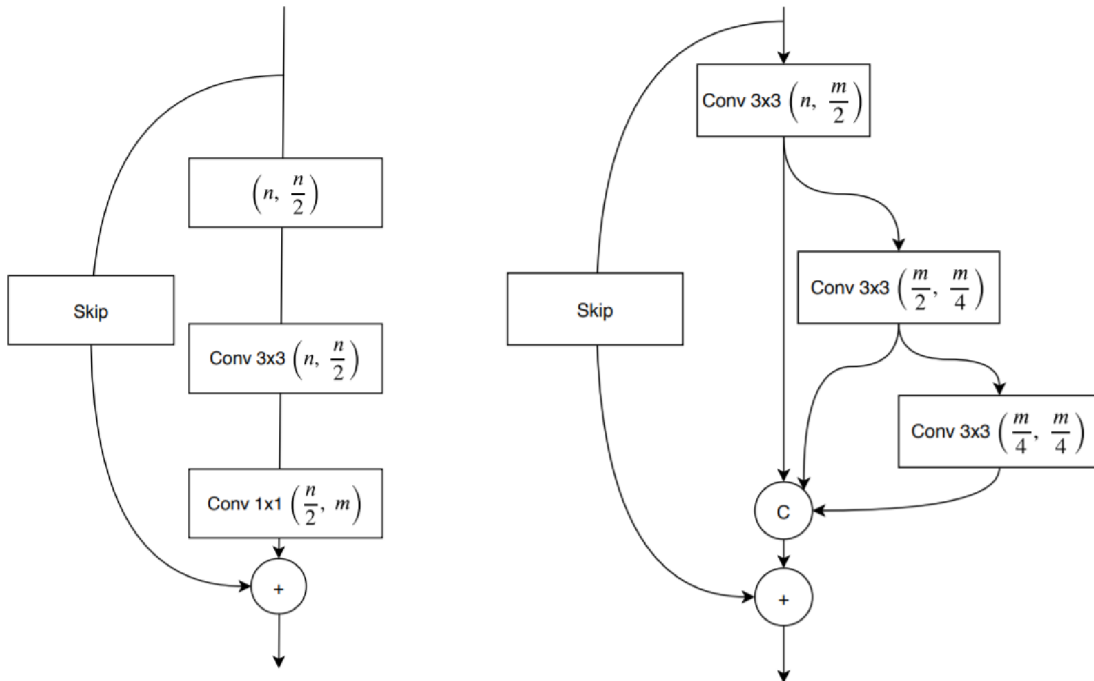 (n, n/2)
Skip
Conv 3x3 (n, n/2)
Conv 1x1 (n/2, m)
+
Conv 3x3 (n, m/2)
Conv 3x3 (m/2, m/4)
Skip
Conv 3x3 (m/4, m/4)
C
+